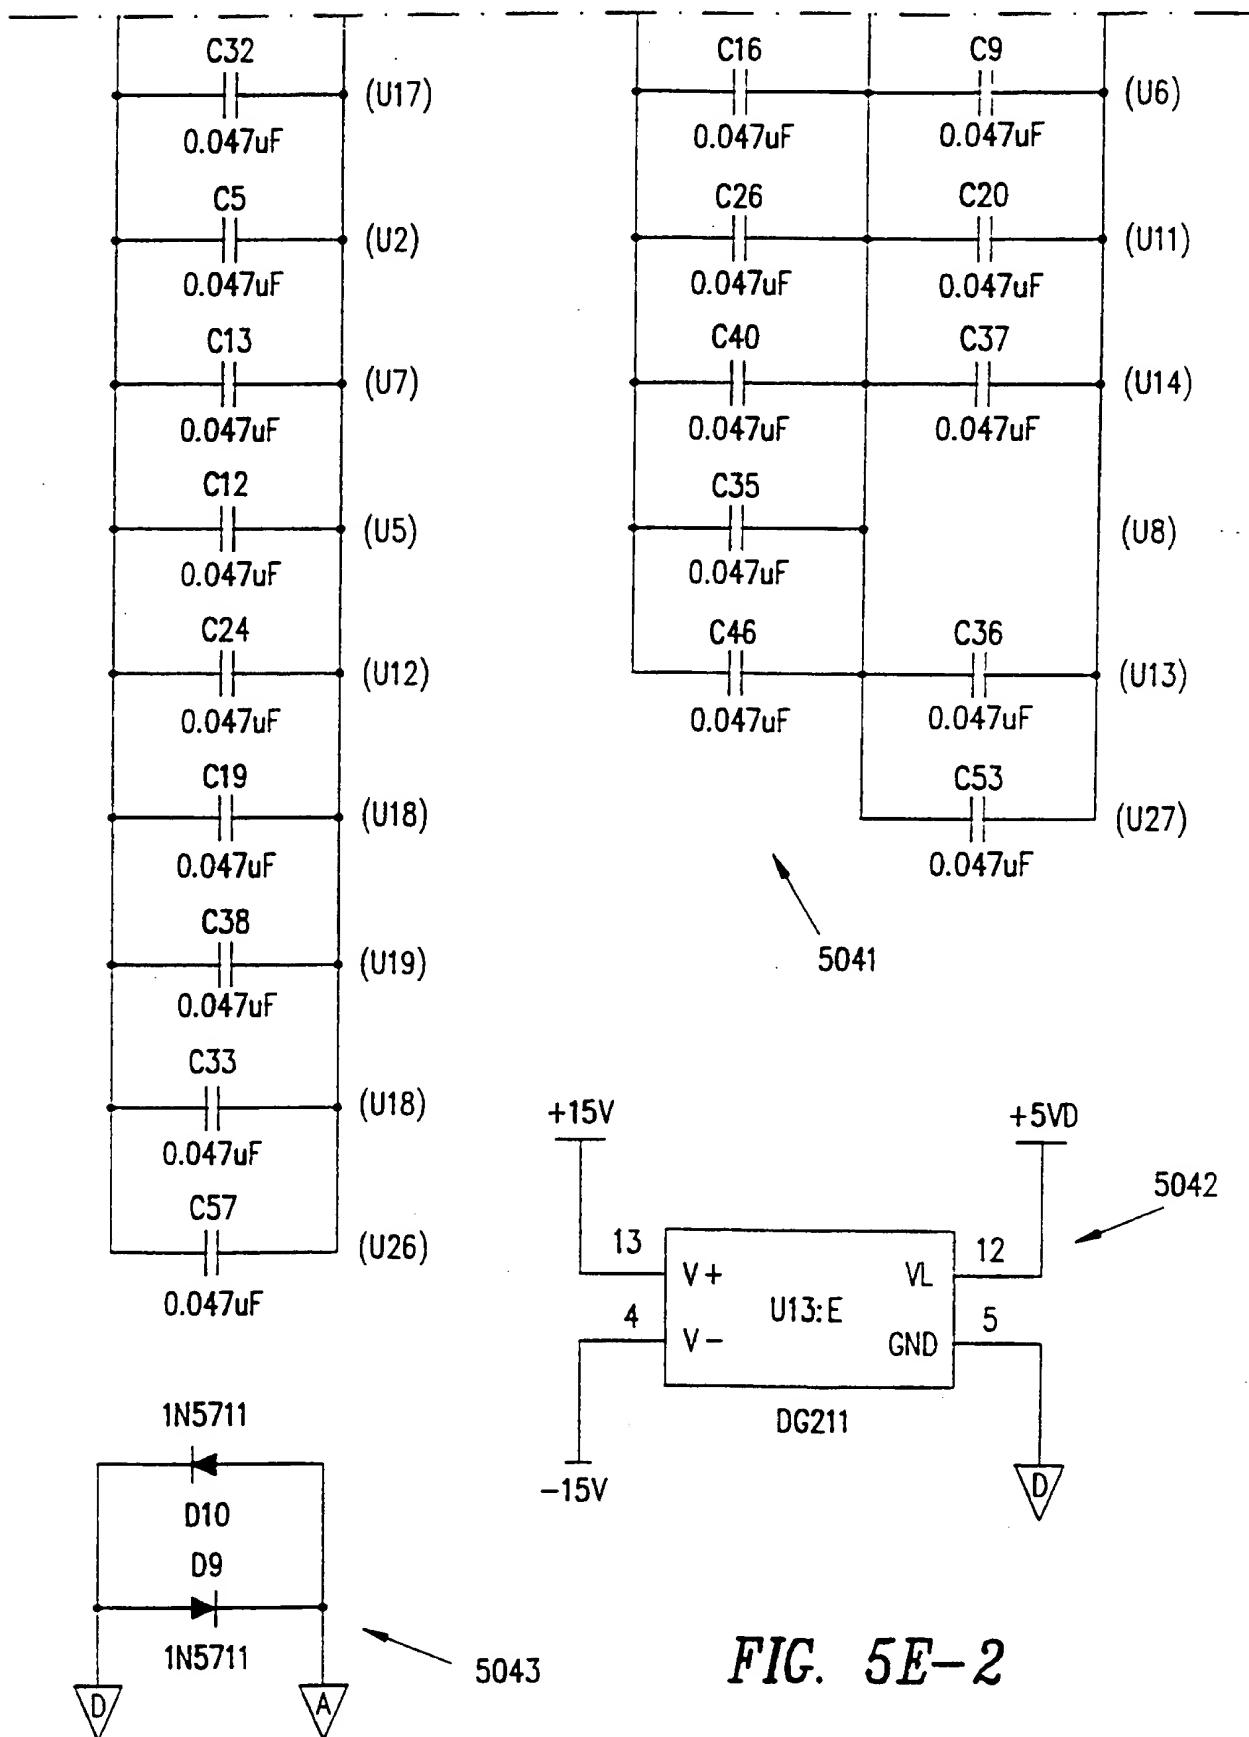 C32
(U17)
0.047uF
C5
(U2)
0.047uF
C13
(U7)
0.047uF
C12
(U5)
0.047uF
C24
(U12)
0.047uF
C19
(U18)
0.047uF
C38
(U19)
0.047uF
C33
(U18)
0.047uF
C57
(U26)
0.047uF
C16 C9
(U6)
0.047uF 0.047uF
C26 C20
(U11)
0.047uF 0.047uF
C40 C37
(U14)
0.047uF 0.047uF
C35
(U8)
0.047uF
C46 C36
(U13)
0.047uF 0.047uF
C53
(U27)
0.047uF
5041
+15V +5VD
5042
13 12
V+ VL
U13:E
4 5
V- GND
DG211
-15V
D
1N5711
D10
D9
1N5711
5043
D A
FIG. 5E-2